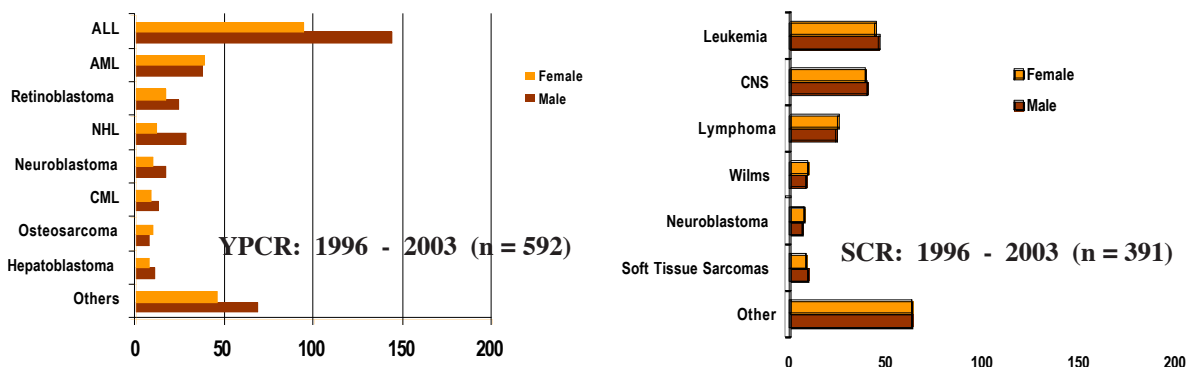 ALL
AML
Retinoblastoma
NHL
Neuroblastoma
CML
Osteosarcoma
Hepatoblastoma
Others
0 50 100 150 200
Female
Male
YPCR: 1996 - 2003 (n = 592)
Leukemia
CNS
Lymphoma
Wilms
Neuroblastoma
Soft Tissue Sarcomas
Other
0 50 100 150 200
Female
Male
SCR: 1996 - 2003 (n = 391)